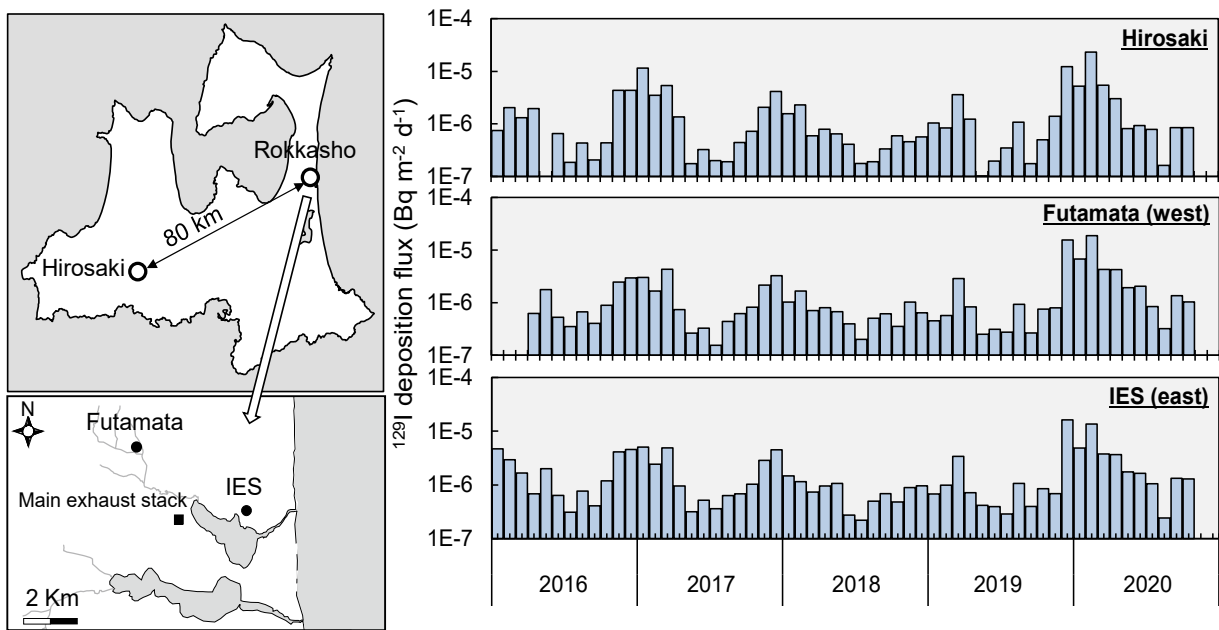 Rokkasho
80 km
Hirosaki
N
Futamata
IES
Main exhaust stack
2 Km
¹²⁹I deposition flux (Bq m⁻² d⁻¹)
1E-4
Hirosaki
1E-5
1E-6
1E-7
1E-4
Futamata (west)
1E-5
1E-6
1E-7
1E-4
IES (east)
1E-5
1E-6
1E-7
2016 2017 2018 2019 2020